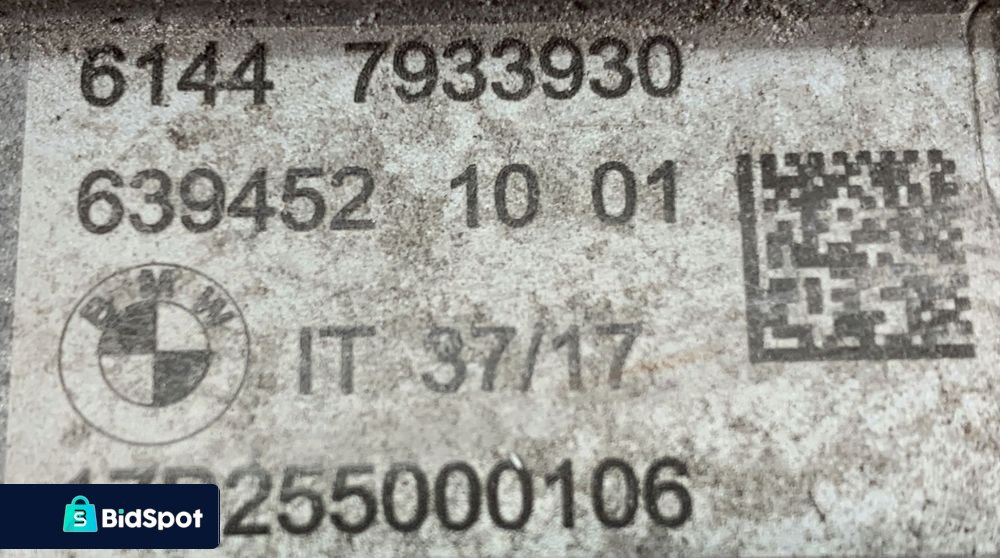 6144 7933930
639452 10 01
BMW
IT 37/17
255000106
BidSpot